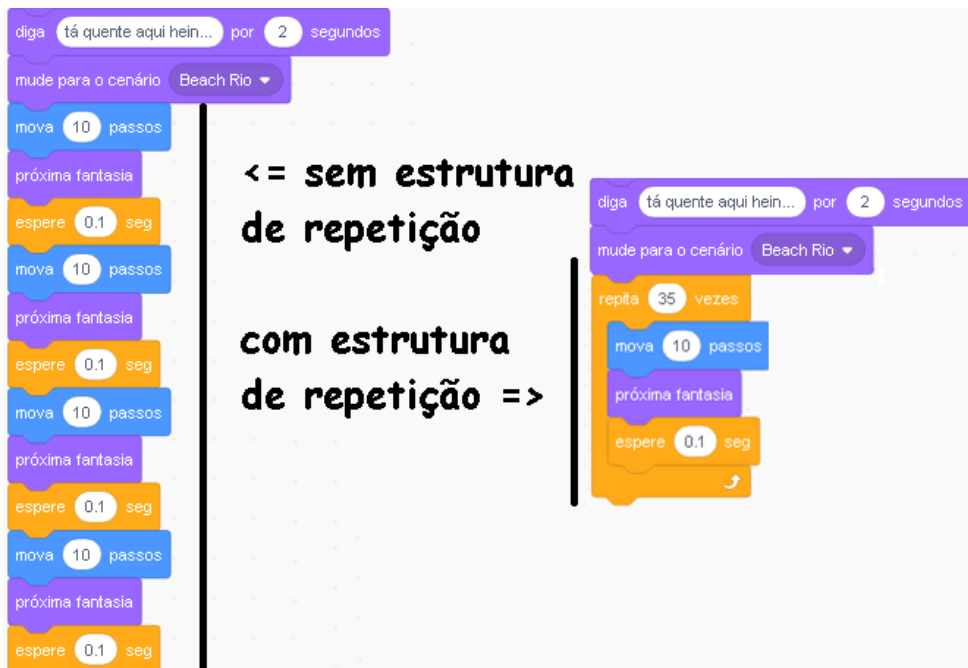 diga tá quente aqui hein... por 2 segundos
mude para o cenário Beach Rio
mova 10 passos
próxima fantasia
espere 0.1 seg
mova 10 passos
próxima fantasia
espere 0.1 seg
mova 10 passos
próxima fantasia
espere 0.1 seg
mova 10 passos
próxima fantasia
espere 0.1 seg
<= sem estrutura
de repetição
com estrutura
de repetição =>
diga tá quente aqui hein... por 2 segundos
mude para o cenário Beach Rio
repita 35 vezes
mova 10 passos
próxima fantasia
espere 0.1 seg